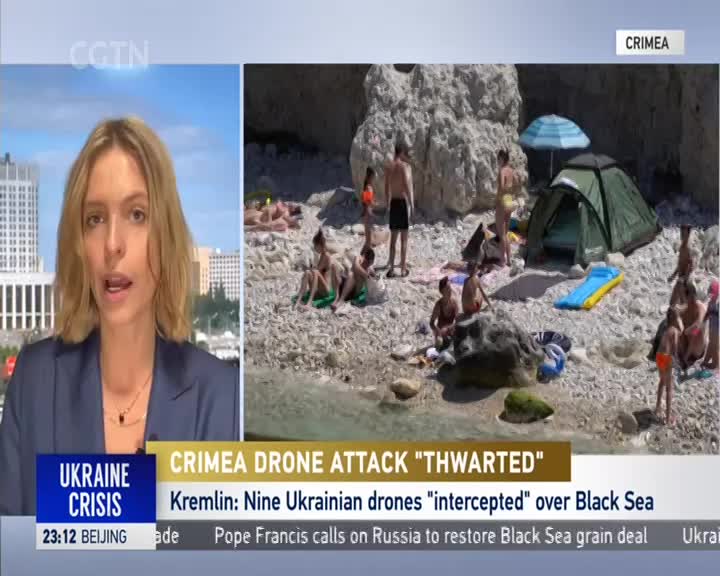 CGTN
CRIMEA
CRIMEA DRONE ATTACK "THWARTED"
UKRAINE
CRISIS
Kremlin: Nine Ukrainian drones "intercepted" over Black Sea
23:12 BEIJING
ade Pope Francis calls on Russia to restore Black Sea grain deal Ukrai